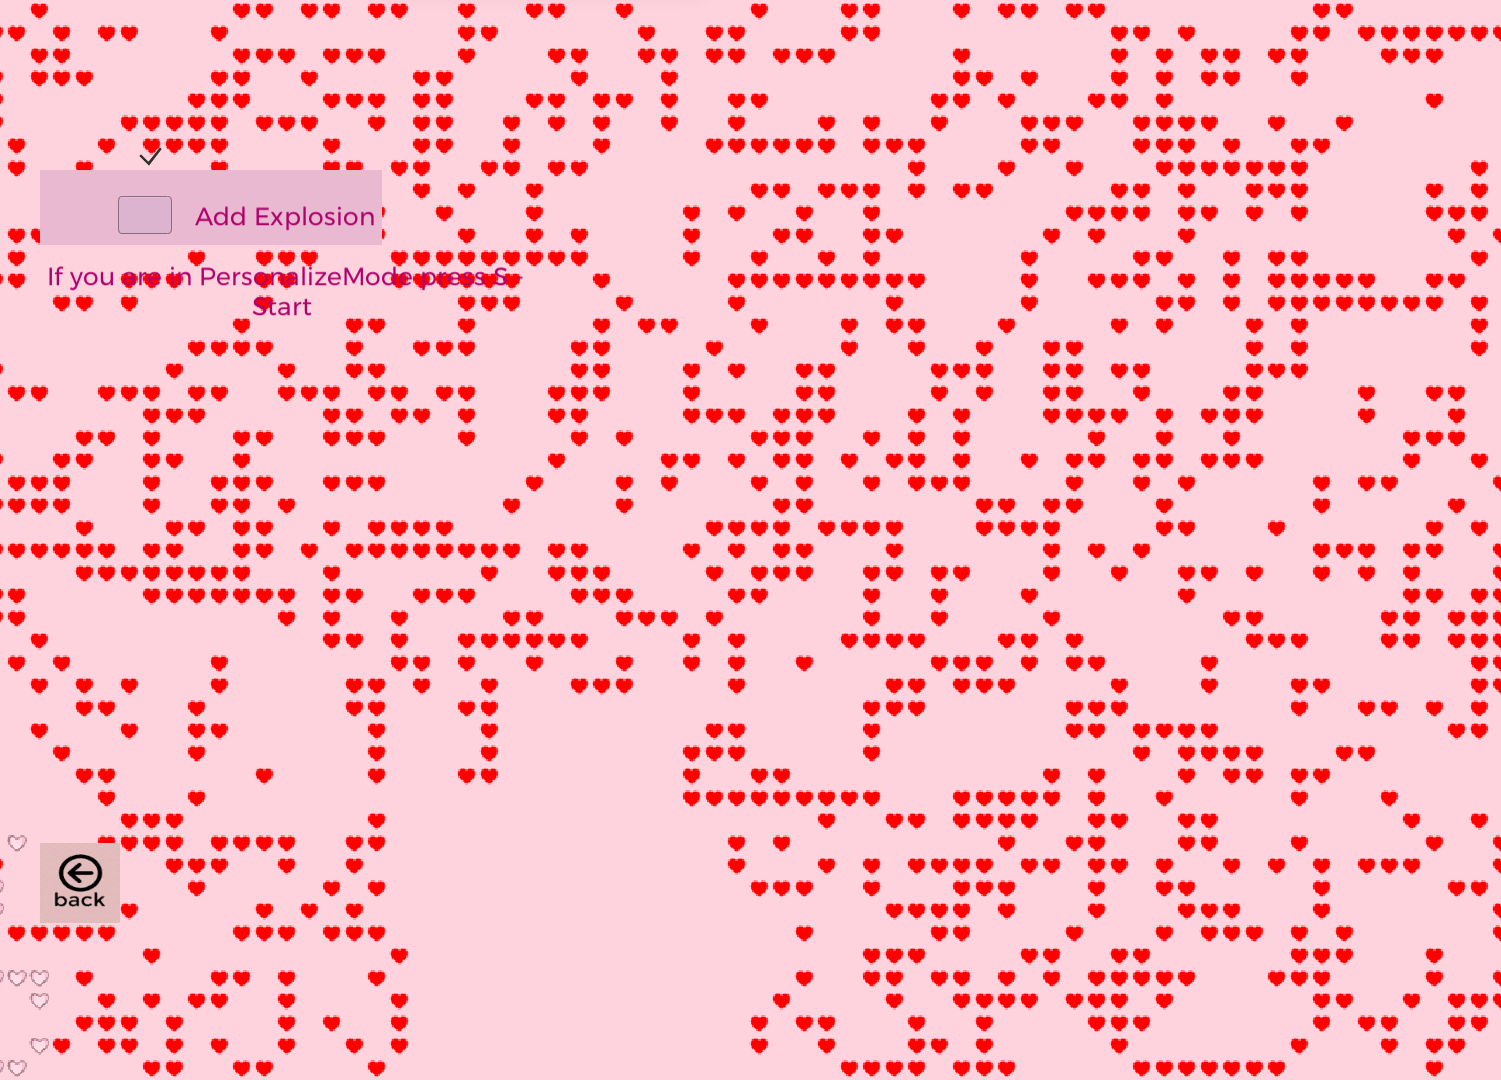 Add Explosion
If you are in PersonalizeMode press S -
Start
back